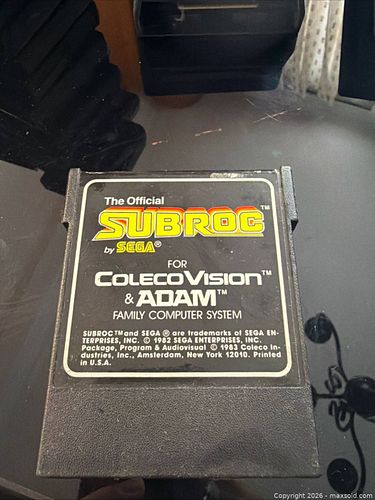 The Official
SUBROC™
by SEGA®
FOR
COLECOVISION™
& ADAM™
FAMILY COMPUTER SYSTEM
SUBROC™ and SEGA® are trademarks of SEGA EN-
TERPRISES, INC. © 1982 SEGA ENTERPRISES, INC.
Package, Program & Audiovisual © 1983 Coleco In-
dustries, Inc., Amsterdam, New York 12010. Printed
in U.S.A.
Copyright © 2026 - maxsold.com